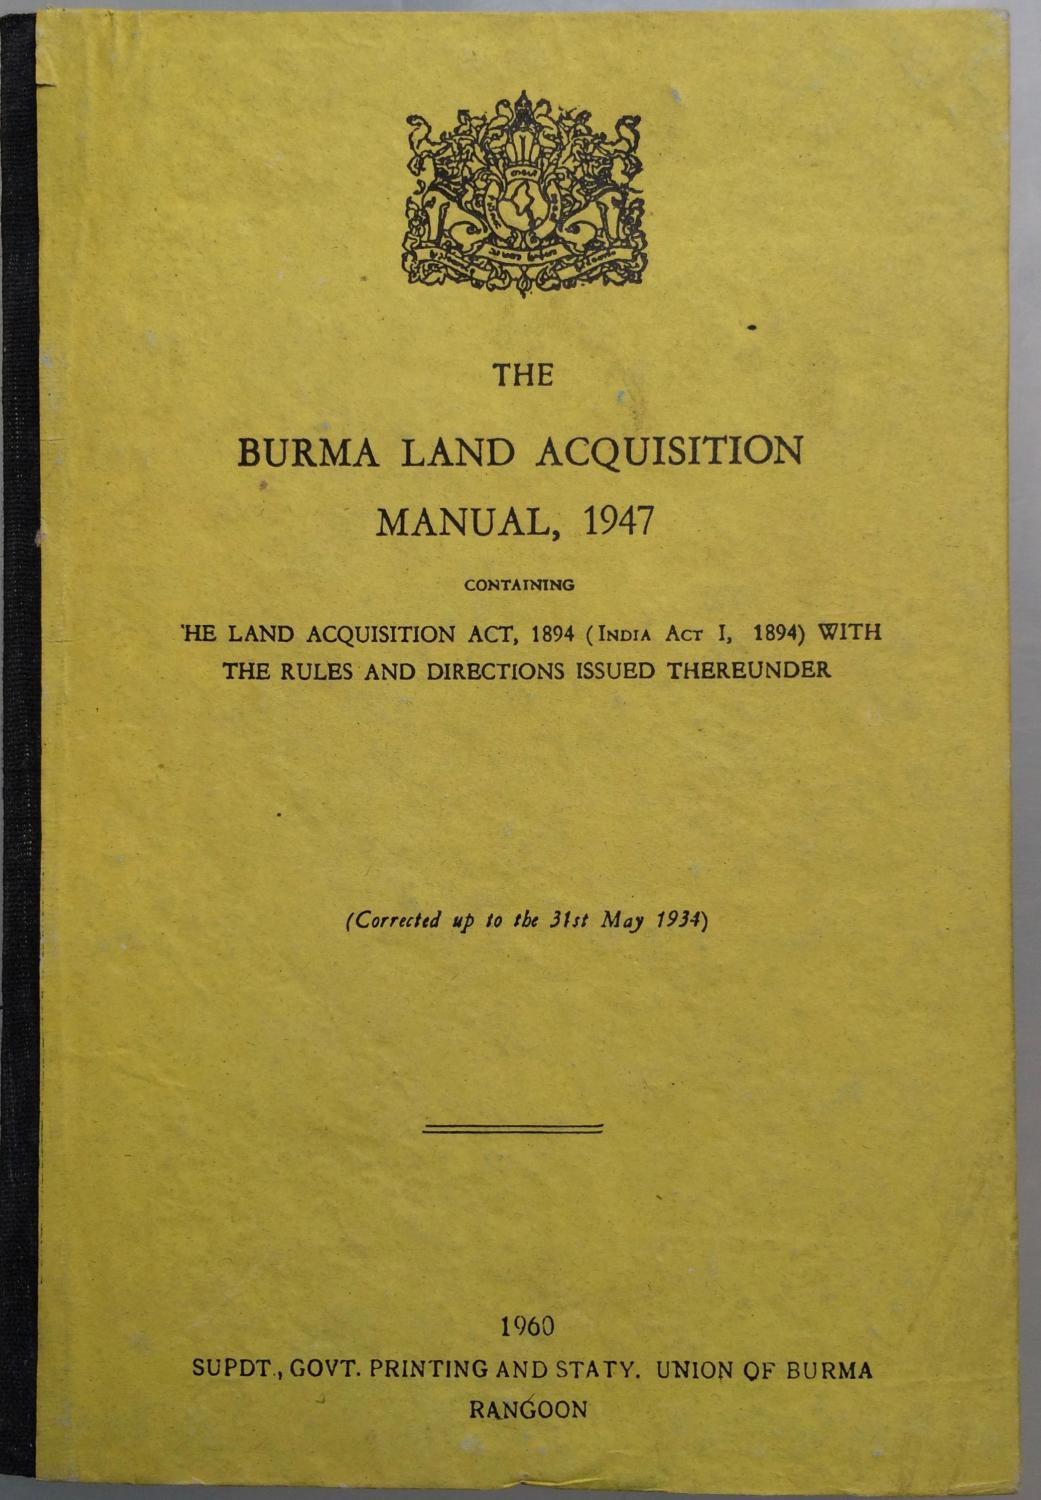 THE
BURMA LAND ACQUISITION
MANUAL, 1947
CONTAINING
'HE LAND ACQUISITION ACT, 1894 (INDIA ACT I, 1894) WITH
THE RULES AND DIRECTIONS ISSUED THEREUNDER
(Corrected up to the 31st May 1934)
1960
SUPDT., GOVT. PRINTING AND STATY. UNION OF BURMA
RANGOON